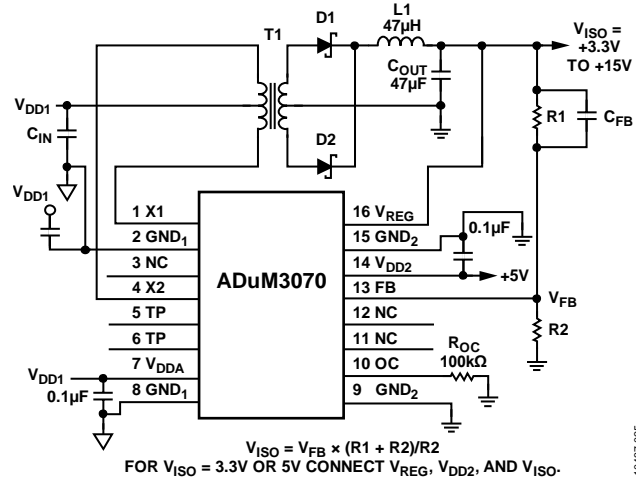 T1
D1
L1
47µH
V_ISO =
+3.3V
TO +15V
C_OUT
47µF
R1
C_FB
V_DD1
C_IN
D2
V_DD1
1 X1
2 GND_1
3 NC
4 X2
5 TP
6 TP
7 V_DDA
8 GND_1
ADuM3070
16 V_REG
15 GND_2
14 V_DD2
13 FB
12 NC
11 NC
10 OC
9 GND_2
0.1µF
+5V
V_FB
R2
R_OC
100kΩ
V_DD1
0.1µF
V_ISO = V_FB × (R1 + R2)/R2
FOR V_ISO = 3.3V OR 5V CONNECT V_REG, V_DD2, AND V_ISO.